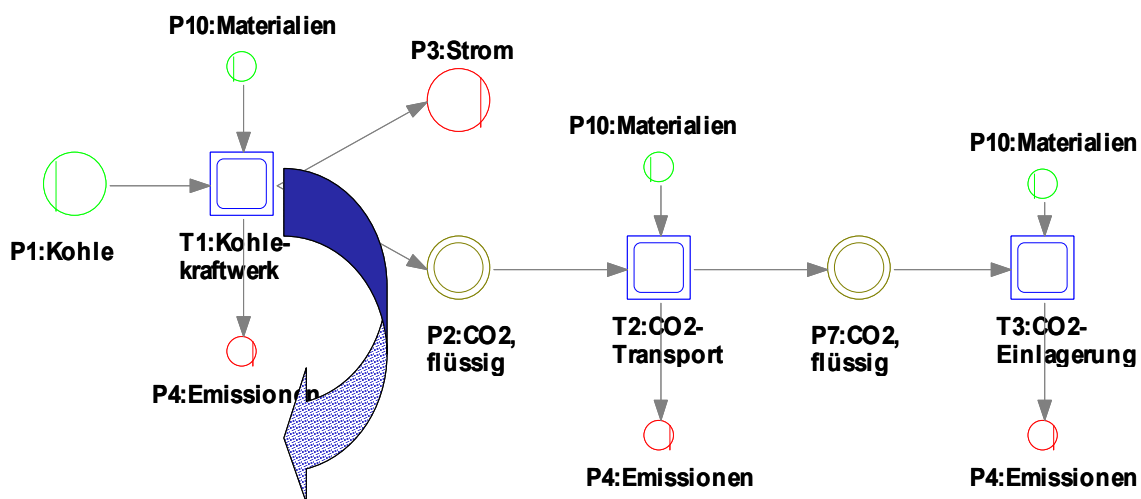 P10:Materialien
P3:Strom
P10:Materialien
P10:Materialien
P1:Kohle
T1:Kohle-
kraftwerk
P2:CO2,
flüssig
T2:CO2-
Transport
P7:CO2,
flüssig
T3:CO2-
Einlagerung
P4:Emissionen
P4:Emissionen
P4:Emissionen